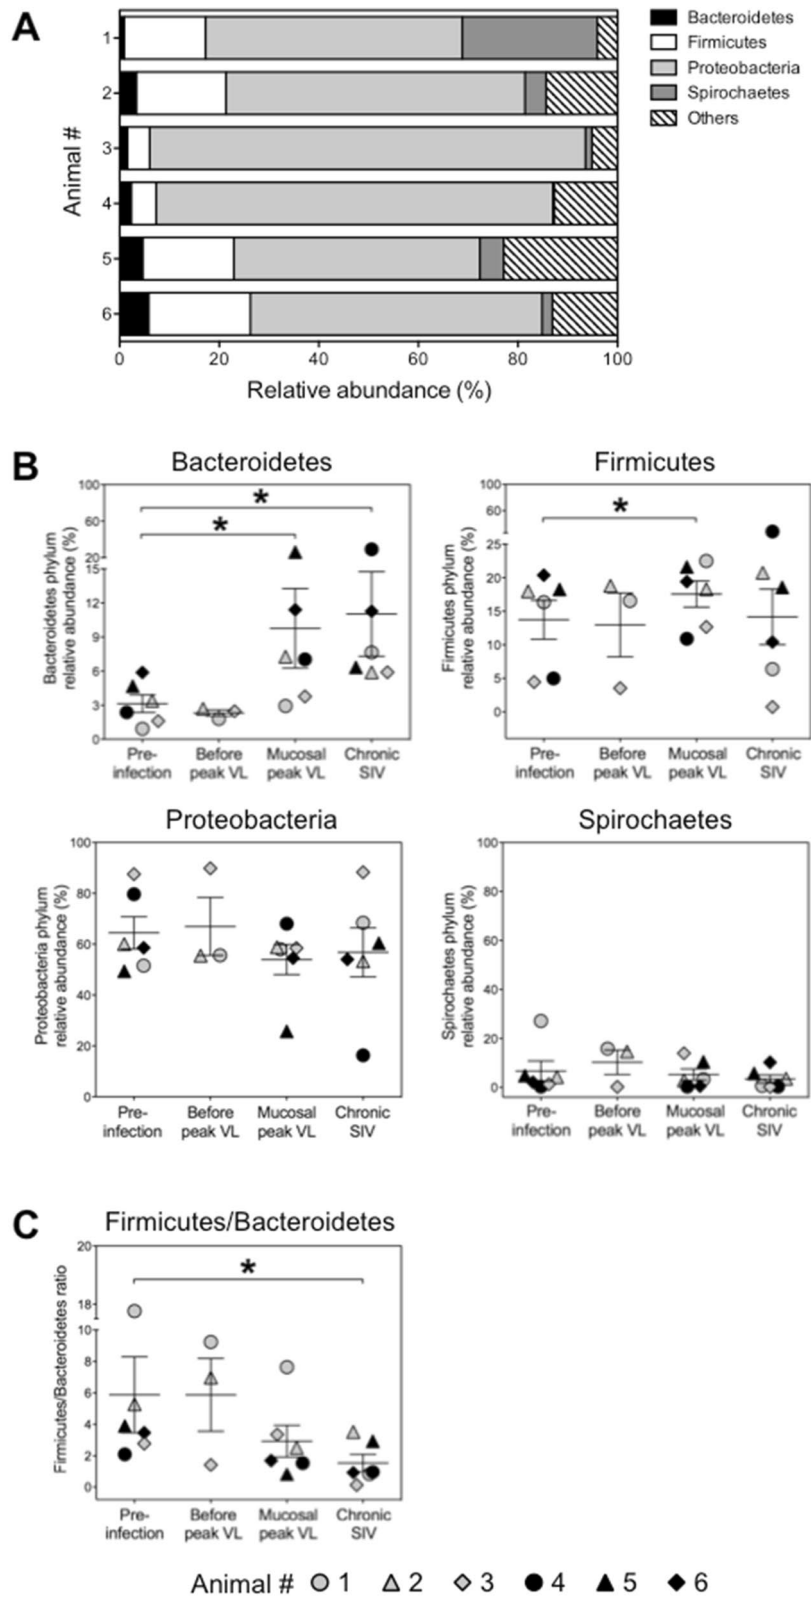 A
Bacteroidetes
Firmicutes
Proteobacteria
Spirochaetes
Others
Animal #
1
2
3
4
5
6
0 20 40 60 80 100
Relative abundance (%)
B
Bacteroidetes
Bacteroidetes phylum
relative abundance (%)
100
60
20
15
12
9
6
3
0
*
*
Pre-
infection
Before
peak VL
Mucosal
peak VL
Chronic
SIV
Firmicutes
Firmicutes phylum
relative abundance (%)
100
60
25
20
15
10
5
0
*
Pre-
infection
Before
peak VL
Mucosal
peak VL
Chronic
SIV
Proteobacteria
Proteobacteria phylum
relative abundance (%)
100
80
60
40
20
0
Pre-
infection
Before
peak VL
Mucosal
peak VL
Chronic
SIV
Spirochaetes
Spirochaetes phylum
relative abundance (%)
100
80
60
40
20
0
Pre-
infection
Before
peak VL
Mucosal
peak VL
Chronic
SIV
C
Firmicutes/Bacteroidetes
Firmicutes/Bacteroidetes ratio
20
18
10
8
6
4
2
0
*
Pre-
infection
Before
peak VL
Mucosal
peak VL
Chronic
SIV
Animal # 1 2 3 4 5 6